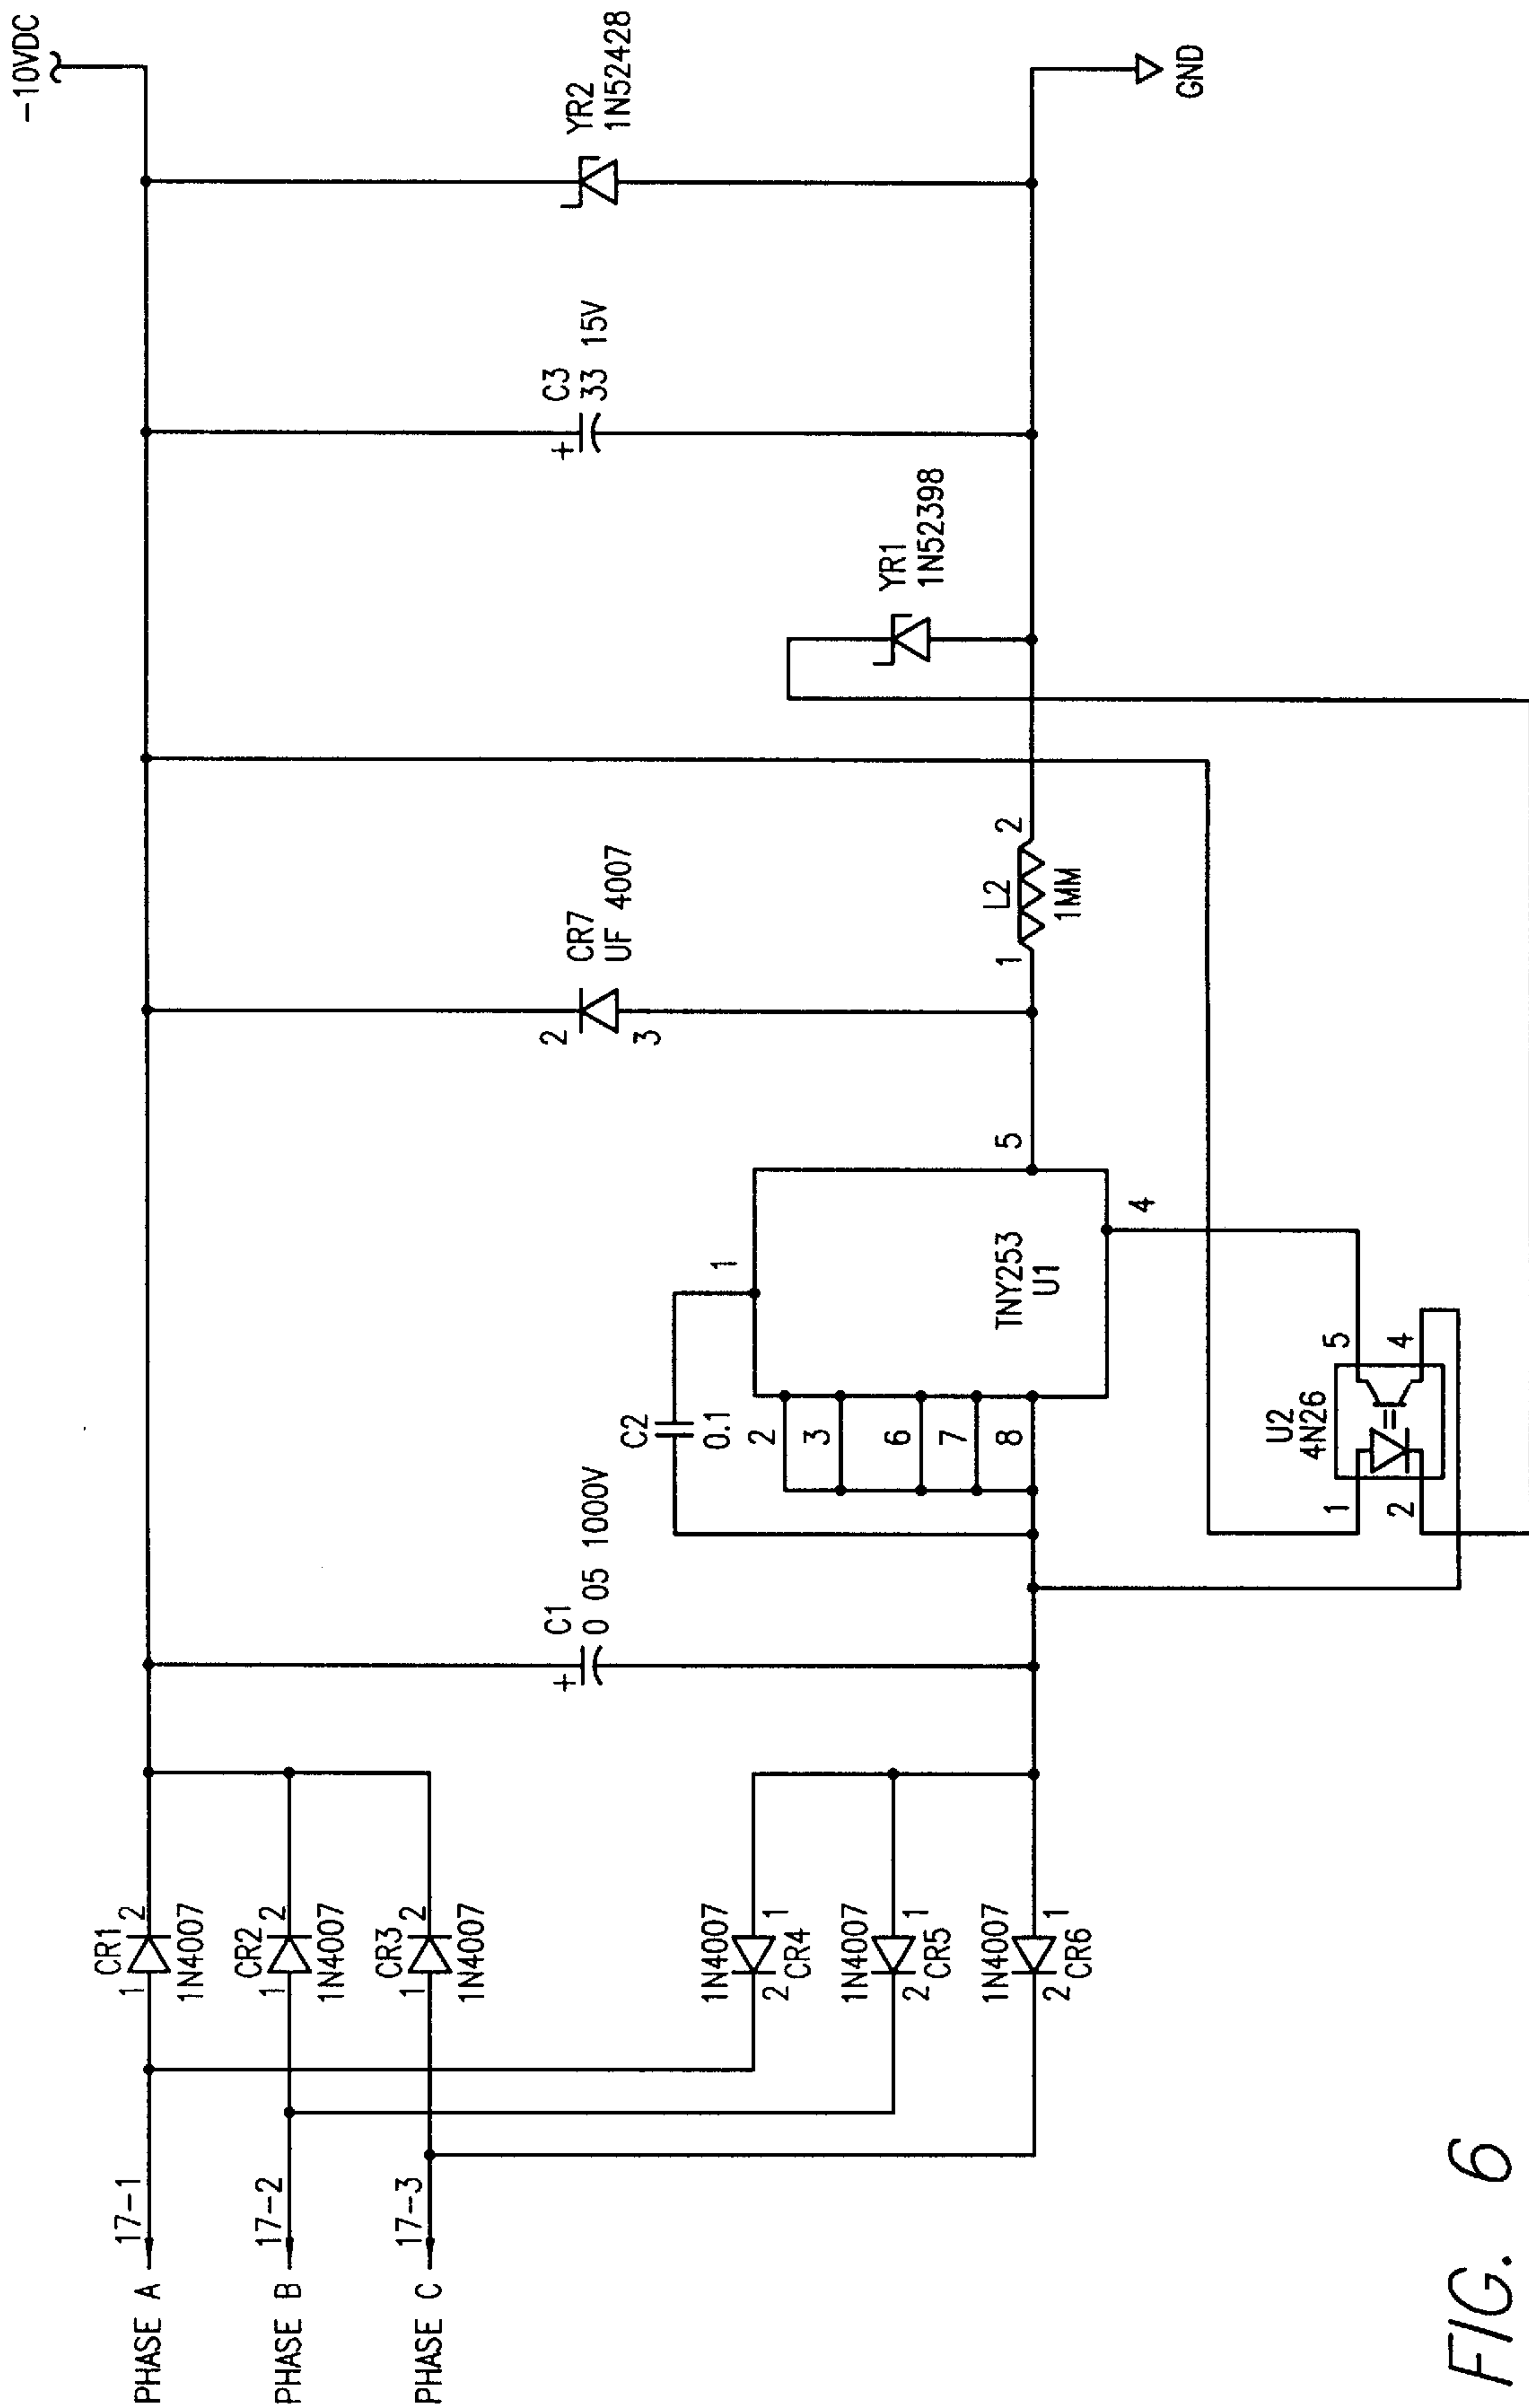 -10VDC
YR2
1N52428
GND
C3
33 15V
+
YR1
1N52398
CR7
UF 4007
2
3
L2
1
2
1MM
TNY253
U1
1
2
3
6
7
8
5
4
C2
0.1
U2
4N26
1
2
5
4
C1
0 05 1000V
+
CR1
1
2
1N4007
CR2
1
2
1N4007
CR3
1
2
1N4007
1N4007
2
1
CR4
1N4007
2
1
CR5
1N4007
2
1
CR6
PHASE A
17-1
PHASE B
17-2
PHASE C
17-3
FIG. 6